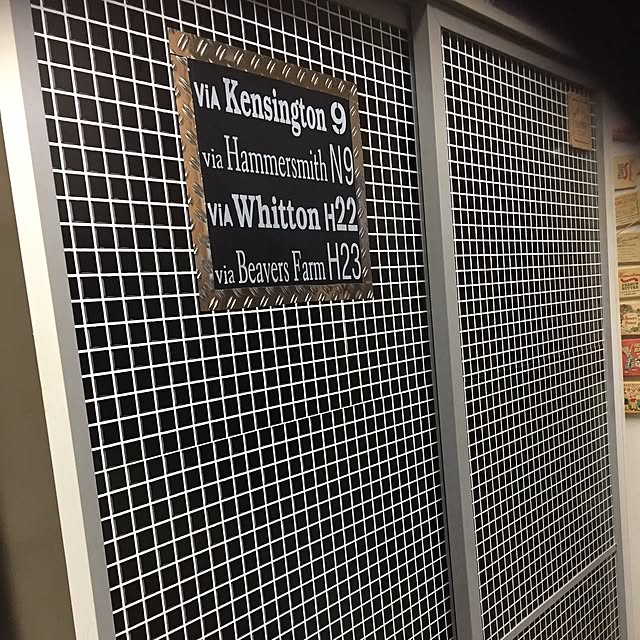 ViA Kensington 9
via Hammersmith N9
ViA Whitton H22
via Beavers Farm H23